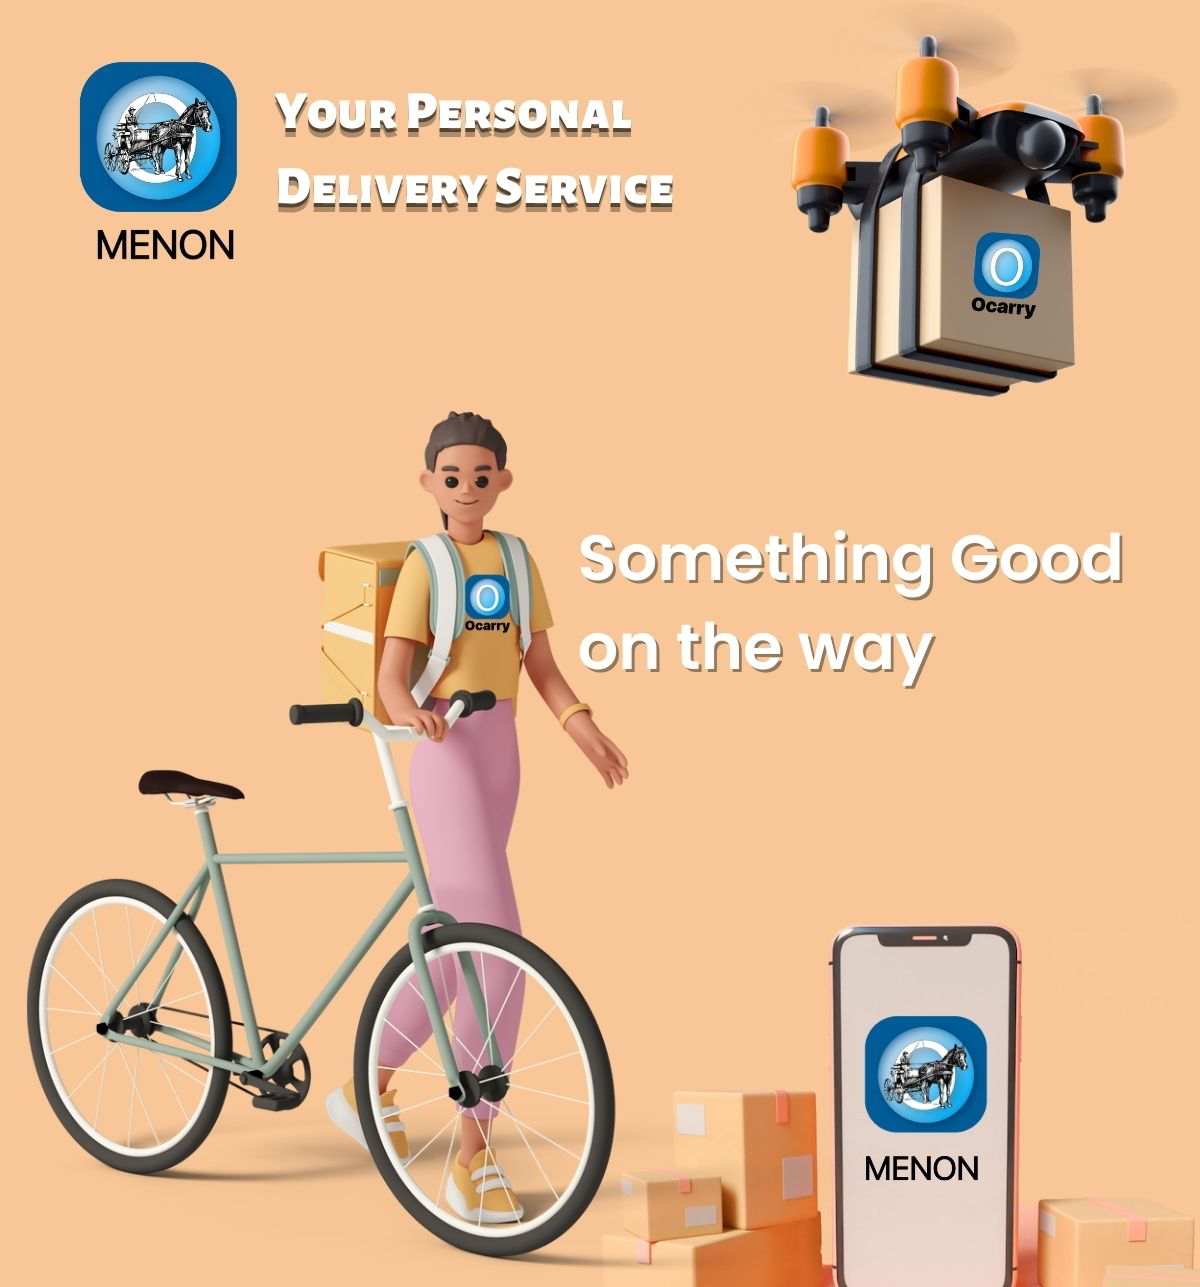 Your Personal
Delivery Service
MENON
O
Ocarry
Something Good
on the way
O
Ocarry
MENON